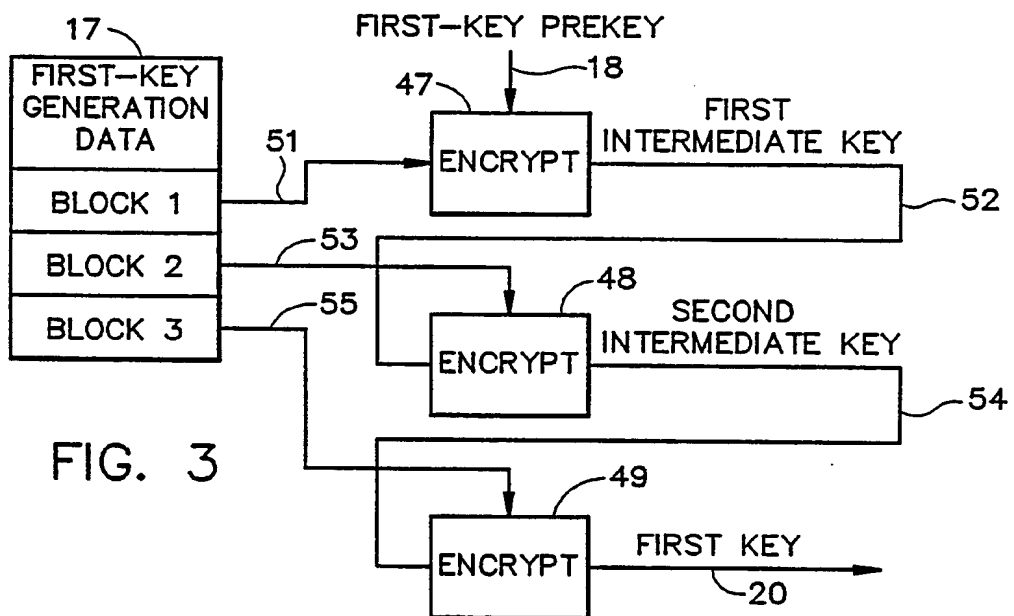 17
FIRST-KEY
GENERATION
DATA
BLOCK 1
BLOCK 2
BLOCK 3
51
53
55
FIRST-KEY PREKEY
18
47
ENCRYPT
FIRST
INTERMEDIATE KEY
52
48
ENCRYPT
SECOND
INTERMEDIATE KEY
54
49
ENCRYPT
FIRST KEY
20
FIG. 3